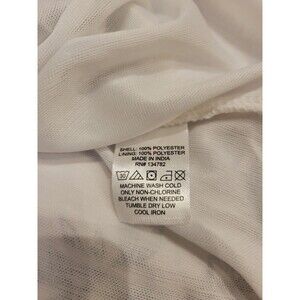 SHELL: 100% POLYESTER
LINING: 100% POLYESTER
MADE IN INDIA
RN# 134782
30
MACHINE WASH COLD
ONLY NON-CHLORINE
BLEACH WHEN NEEDED
TUMBLE DRY LOW
COOL IRON